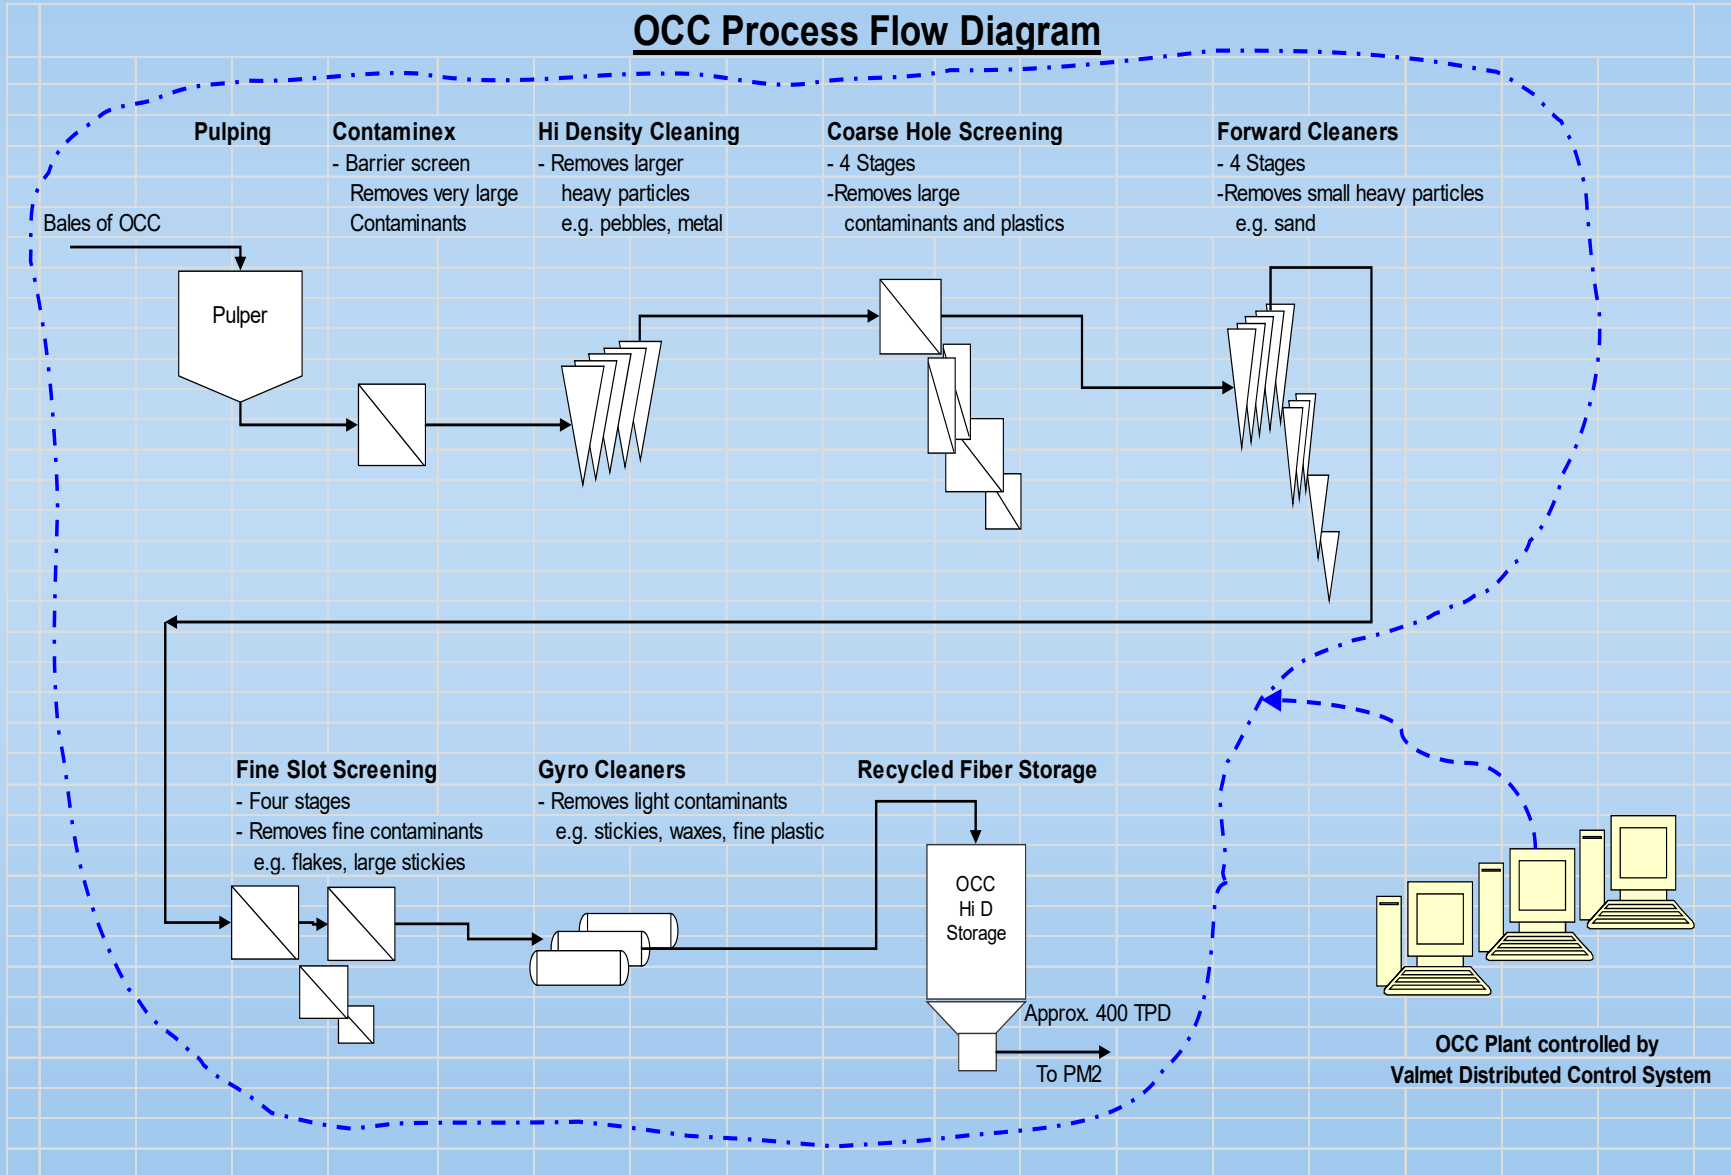 OCC Process Flow Diagram
Pulping
Contaminex
- Barrier screen
Removes very large
Contaminants
Hi Density Cleaning
- Removes larger
heavy particles
e.g. pebbles, metal
Coarse Hole Screening
- 4 Stages
-Removes large
contaminants and plastics
Forward Cleaners
- 4 Stages
-Removes small heavy particles
e.g. sand
Bales of OCC
Pulper
Fine Slot Screening
- Four stages
- Removes fine contaminants
e.g. flakes, large stickies
Gyro Cleaners
- Removes light contaminants
e.g. stickies, waxes, fine plastic
Recycled Fiber Storage
OCC
Hi D
Storage
Approx. 400 TPD
To PM2
OCC Plant controlled by
Valmet Distributed Control System